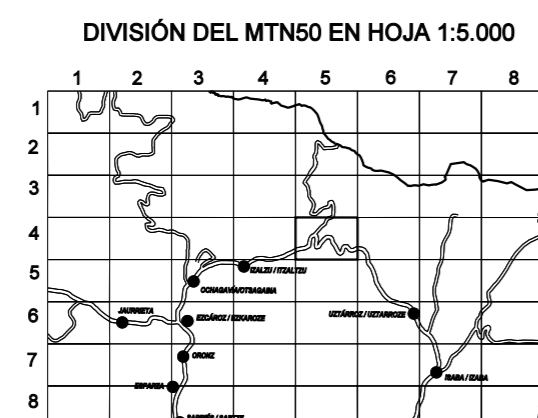 DIVISIÓN DEL MTN50 EN HOJA 1:5.000
1 2 3 4 5 6 7 8
1
2
3
4
5
IZALZU / ITZALTZU
OCHAGAVÍA/OTSAGABIA
6
JAURRIETA
EZCÁROZ / EZKAROZE
UZTÁRROZ / UZTARROZE
7
ORONZ
ISABA / IZABA
8
ESPARZA